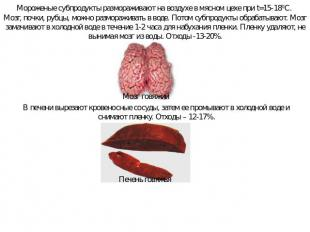 Мороженые субпродукты размораживают на воздухе в мясном цехе при t=15-18ºС.
Мозг, почки, рубцы, можно размораживать в воде. Потом субпродукты обрабатывают. Мозг
замачивают в холодной воде в течение 1-2 часа для набухания пленки. Пленку удаляют, не
вынимая мозг из воды. Отходы -13-20%.
Мозг говяжий
В печени вырезают кровеносные сосуды, затем ее промывают в холодной воде и
снимают пленку. Отходы – 12-17%.
Печень говяжья